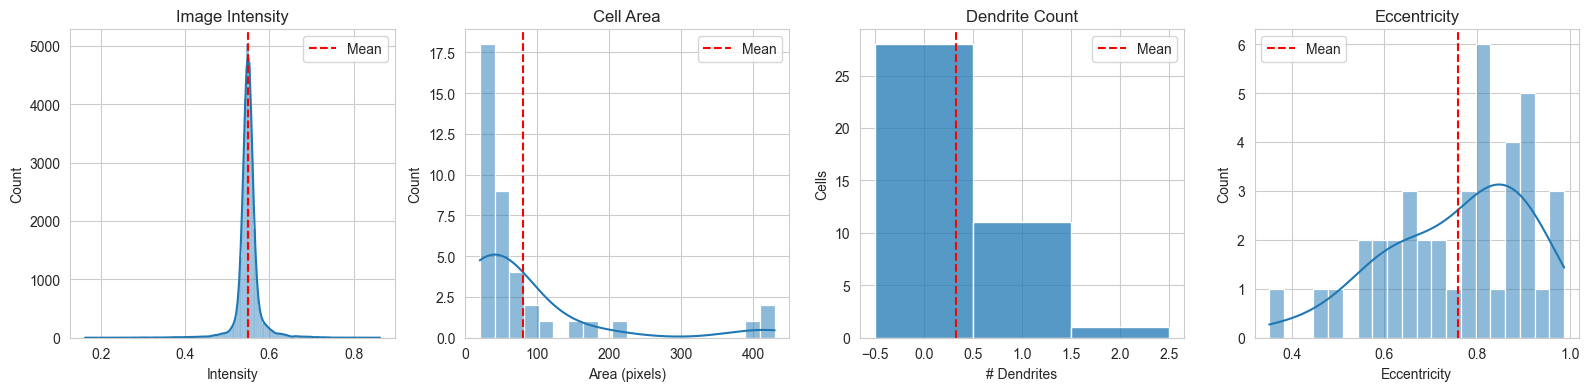 Image Intensity
Mean
5000
4000
3000
2000
1000
0
Count
0.2 0.4 0.6 0.8
Intensity
Cell Area
Mean
17.5
15.0
12.5
10.0
7.5
5.0
2.5
0.0
Count
0 100 200 300 400
Area (pixels)
Dendrite Count
Mean
25
20
15
10
5
0
Cells
−0.5 0.0 0.5 1.0 1.5 2.0 2.5
# Dendrites
Eccentricity
Mean
6
5
4
3
2
1
0
Count
0.4 0.6 0.8 1.0
Eccentricity